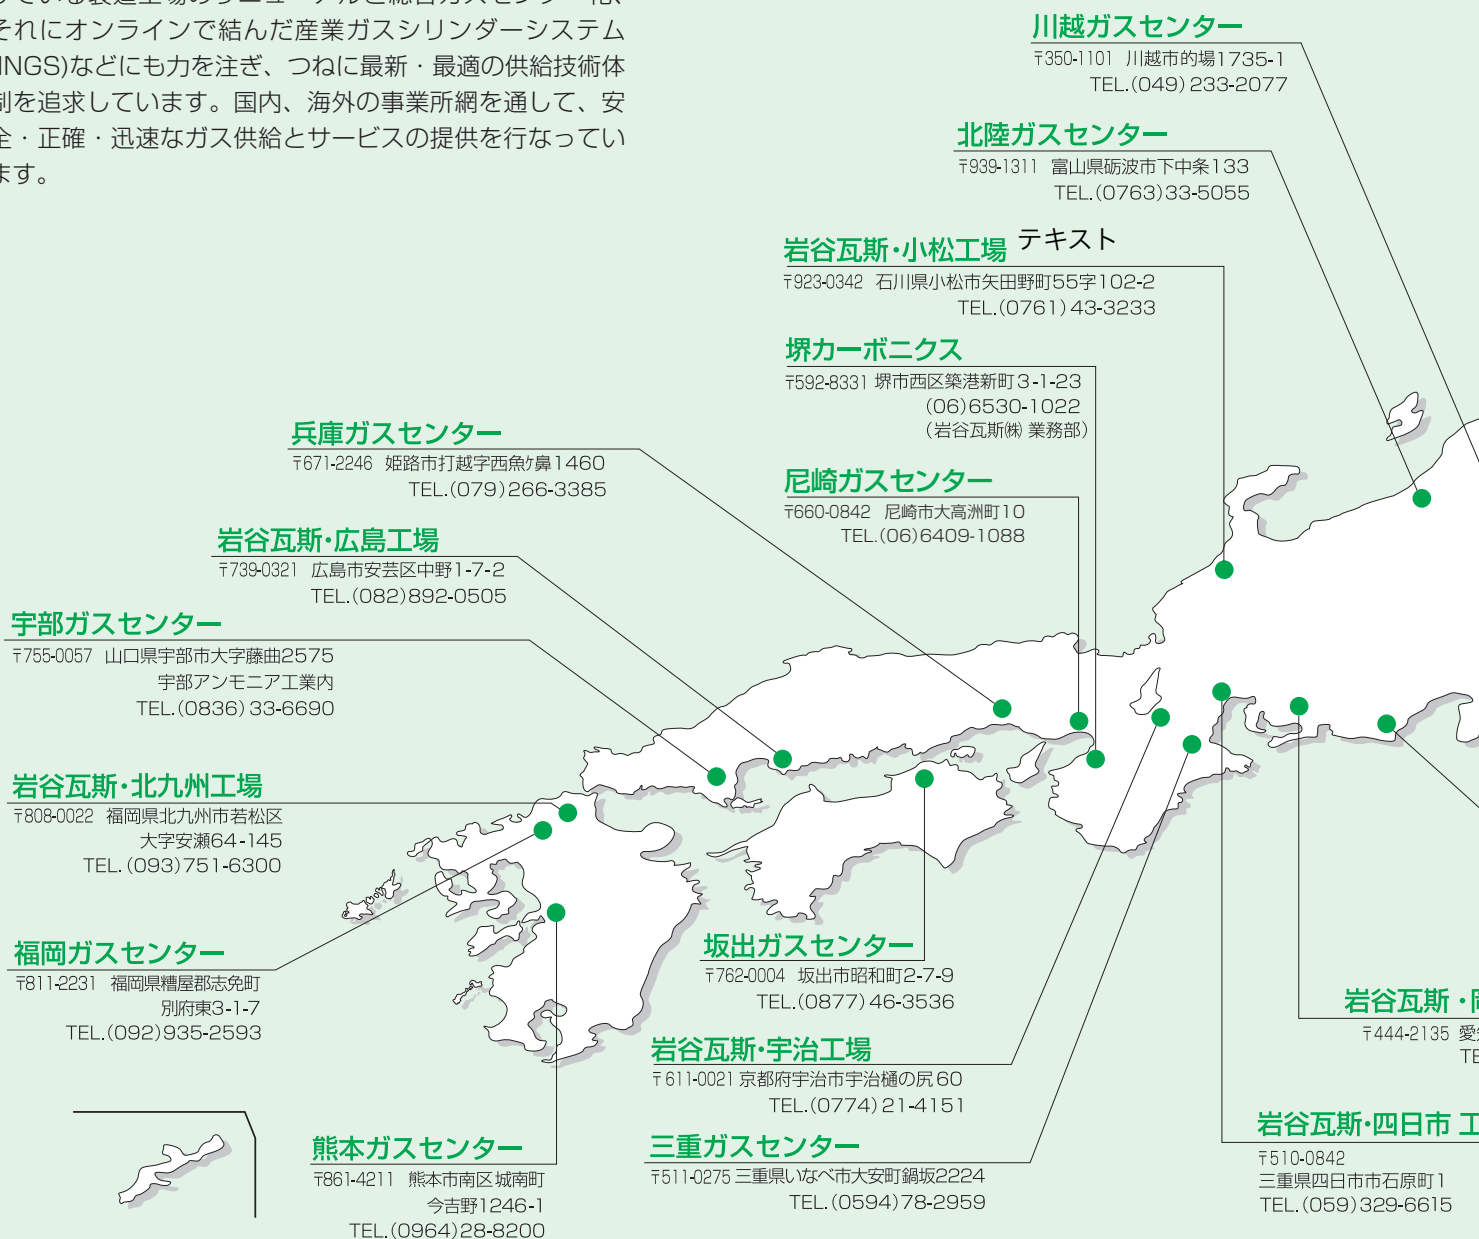 それにオンラインで結んだ産業ガスシリンダーシステム
INGS)などにも力を注ぎ、つねに最新・最適の供給技術体
制を追求しています。国内、海外の事業所網を通して、安
全・正確・迅速なガス供給とサービスの提供を行なってい
ます。
川越ガスセンター
〒350-1101 川越市的場1735-1
TEL.(049)233-2077
北陸ガスセンター
〒939-1311 富山県砺波市下中条133
TEL.(0763)33-5055
岩谷瓦斯・小松工場 テキスト
〒923-0342 石川県小松市矢田野町55字102-2
TEL.(0761)43-3233
堺カーボニクス
〒592-8331 堺市西区築港新町3-1-23
(06)6530-1022
(岩谷瓦斯㈱ 業務部)
兵庫ガスセンター
〒671-2246 姫路市打越字西魚ケ鼻1460
TEL.(079)266-3385
尼崎ガスセンター
〒660-0842 尼崎市大高洲町10
TEL.(06)6409-1088
岩谷瓦斯・広島工場
〒739-0321 広島市安芸区中野1-7-2
TEL.(082)892-0505
宇部ガスセンター
〒755-0057 山口県宇部市大字藤曲2575
宇部アンモニア工業内
TEL.(0836)33-6690
岩谷瓦斯・北九州工場
〒808-0022 福岡県北九州市若松区
大字安瀬64-145
TEL.(093)751-6300
福岡ガスセンター
〒811-2231 福岡県糟屋郡志免町
別府東3-1-7
TEL.(092)935-2593
坂出ガスセンター
〒762-0004 坂出市昭和町2-7-9
TEL.(0877)46-3536
岩谷瓦斯・
〒444-2135
岩谷瓦斯・宇治工場
〒611-0021 京都府宇治市宇治樋の尻60
TEL.(0774)21-4151
岩谷瓦斯・四日市 工
〒510-0842
三重県四日市市石原町1
TEL.(059)329-6615
熊本ガスセンター
〒861-4211 熊本市南区城南町
今吉野1246-1
TEL.(0964)28-8200
三重ガスセンター
〒511-0275 三重県いなべ市大安町鍋坂2224
TEL.(0594)78-2959